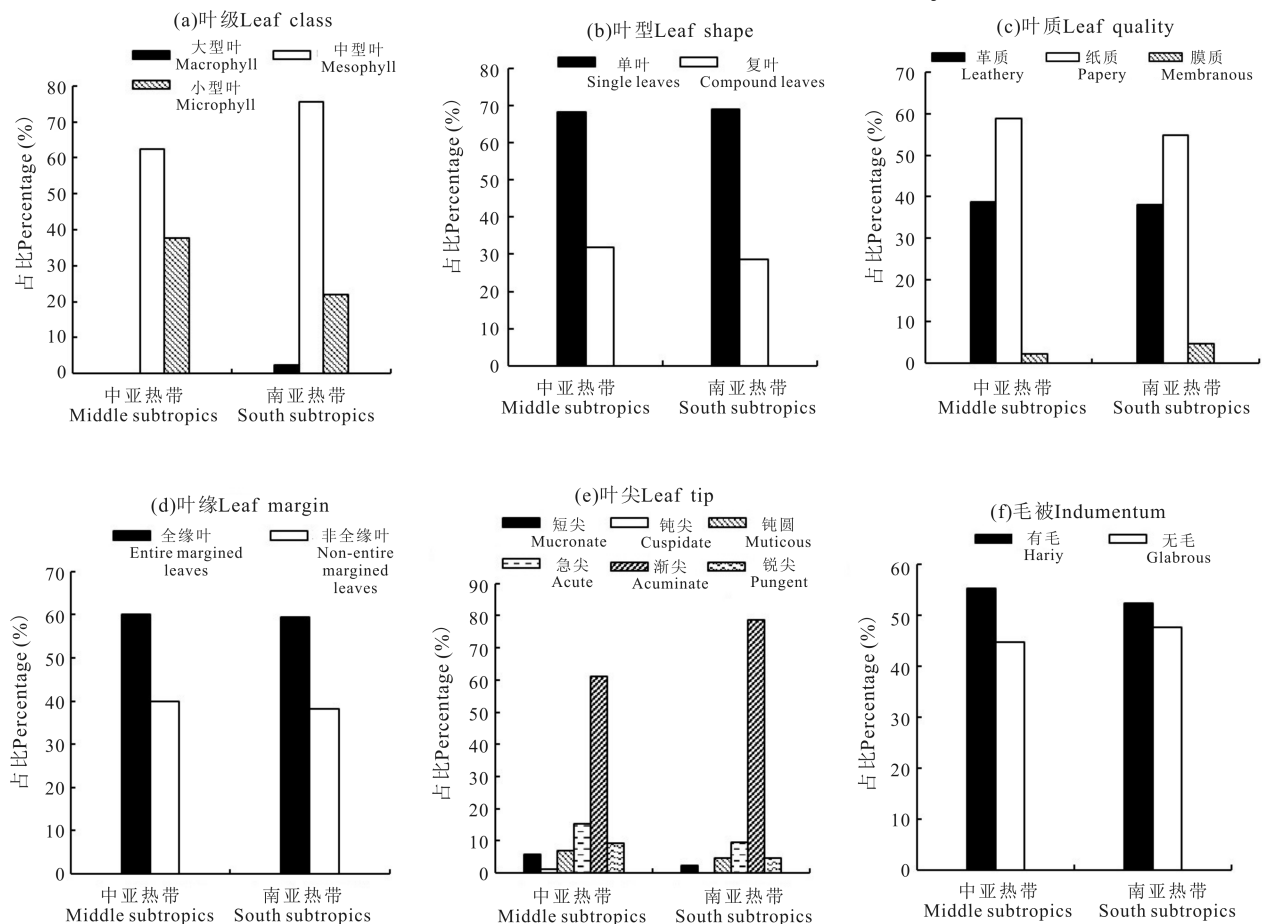 (a)叶级Leaf class
大型叶 中型叶
Macrophyll Mesophyll
小型叶
Microphyll
占比Percentage (%)
80
70
60
50
40
30
20
10
0
中亚热带 南亚热带
Middle subtropics South subtropics
(b)叶型Leaf shape
单叶 复叶
Single leaves Compound leaves
占比Percentage (%)
80
70
60
50
40
30
20
10
0
中亚热带 南亚热带
Middle subtropics South subtropics
(c)叶质Leaf quality
革质 纸质 膜质
Leathery Papery Membranous
占比Percentage (%)
70
60
50
40
30
20
10
0
中亚热带 南亚热带
Middle subtropics South subtropics
(d)叶缘Leaf margin
全缘叶 非全缘叶
Entire margined Non-entire
leaves margined
leaves
占比Percentage (%)
70
60
50
40
30
20
10
0
中亚热带 南亚热带
Middle subtropics South subtropics
(e)叶尖Leaf tip
短尖 钝尖 钝圆
Mucronate Cuspidate Muticous
急尖 渐尖 锐尖
Acute Acuminate Pungent
占比Percentage (%)
90
80
70
60
50
40
30
20
10
0
中亚热带 南亚热带
Middle subtropics South subtropics
(f)毛被Indumentum
有毛 无毛
Hariy Glabrous
占比Percentage (%)
60
50
40
30
20
10
0
中亚热带 南亚热带
Middle subtropics South subtropics